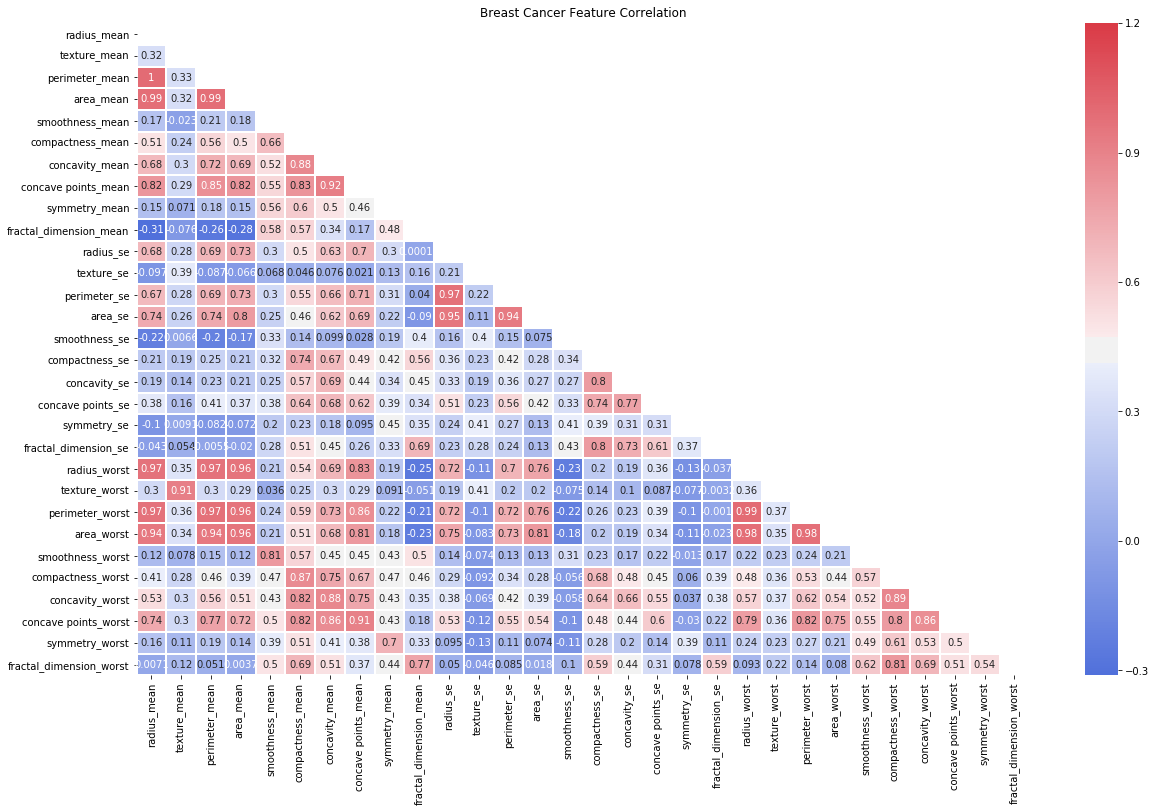 Breast Cancer Feature Correlation
radius_mean
texture_mean 0.32
perimeter_mean 1 0.33
area_mean 0.99 0.32 0.99
smoothness_mean 0.17 -0.023 0.21 0.18
compactness_mean 0.51 0.24 0.56 0.5 0.66
concavity_mean 0.68 0.3 0.72 0.69 0.52 0.88
concave points_mean 0.82 0.29 0.85 0.82 0.55 0.83 0.92
symmetry_mean 0.15 0.071 0.18 0.15 0.56 0.6 0.5 0.46
fractal_dimension_mean -0.31 -0.076 -0.26 -0.28 0.58 0.57 0.34 0.17 0.48
radius_se 0.68 0.28 0.69 0.73 0.3 0.5 0.63 0.7 0.3
texture_se -0.097 0.39 -0.087 -0.066 0.068 0.046 0.076 0.021 0.13 0.16 0.21
perimeter_se 0.67 0.28 0.69 0.73 0.3 0.55 0.66 0.71 0.31 0.04 0.97 0.22
area_se 0.74 0.26 0.74 0.8 0.25 0.46 0.62 0.69 0.22 -0.09 0.95 0.11 0.94
smoothness_se -0.22 0.0066 -0.2 -0.17 0.33 0.14 0.099 0.028 0.19 0.4 0.16 0.4 0.15 0.075
compactness_se 0.21 0.19 0.25 0.21 0.32 0.74 0.67 0.49 0.42 0.56 0.36 0.23 0.42 0.28 0.34
concavity_se 0.19 0.14 0.23 0.21 0.25 0.57 0.69 0.44 0.34 0.45 0.33 0.19 0.36 0.27 0.27 0.8
concave points_se 0.38 0.16 0.41 0.37 0.38 0.64 0.68 0.62 0.39 0.34 0.51 0.23 0.56 0.42 0.33 0.74 0.77
symmetry_se -0.1 0.0091 -0.082 -0.072 0.2 0.23 0.18 0.095 0.45 0.35 0.24 0.41 0.27 0.13 0.41 0.39 0.31 0.31
fractal_dimension_se -0.043 0.054 -0.0055 -0.02 0.28 0.51 0.45 0.26 0.33 0.69 0.23 0.28 0.24 0.13 0.43 0.8 0.73 0.61 0.37
radius_worst 0.97 0.35 0.97 0.96 0.21 0.54 0.69 0.83 0.19 -0.25 0.72 -0.11 0.7 0.76 -0.23 0.2 0.19 0.36 -0.13 -0.037
texture_worst 0.3 0.91 0.3 0.29 0.036 0.25 0.3 0.29 0.091 -0.051 0.19 0.41 0.2 0.2 -0.075 0.14 0.1 0.087 -0.077 -0.0032 0.36
perimeter_worst 0.97 0.36 0.97 0.96 0.24 0.59 0.73 0.86 0.22 -0.21 0.72 -0.1 0.72 0.76 -0.22 0.26 0.23 0.39 -0.1 -0.001 0.99 0.37
area_worst 0.94 0.34 0.94 0.96 0.21 0.51 0.68 0.81 0.18 -0.23 0.75 -0.083 0.73 0.81 -0.18 0.2 0.19 0.34 -0.11 -0.023 0.98 0.35 0.98
smoothness_worst 0.12 0.078 0.15 0.12 0.81 0.57 0.45 0.45 0.43 0.5 0.14 -0.074 0.13 0.13 0.31 0.23 0.17 0.22 -0.013 0.17 0.22 0.23 0.24 0.21
compactness_worst 0.41 0.28 0.46 0.39 0.47 0.87 0.75 0.67 0.47 0.46 0.29 -0.092 0.34 0.28 -0.056 0.68 0.48 0.45 0.06 0.39 0.48 0.36 0.53 0.44 0.57
concavity_worst 0.53 0.3 0.56 0.51 0.43 0.82 0.88 0.75 0.43 0.35 0.38 -0.069 0.42 0.39 -0.058 0.64 0.66 0.55 0.037 0.38 0.57 0.37 0.62 0.54 0.52 0.89
concave points_worst 0.74 0.3 0.77 0.72 0.5 0.82 0.86 0.91 0.43 0.18 0.53 -0.12 0.55 0.54 -0.1 0.48 0.44 0.6 -0.03 0.22 0.79 0.36 0.82 0.75 0.55 0.8 0.86
symmetry_worst 0.16 0.11 0.19 0.14 0.39 0.51 0.41 0.38 0.7 0.33 0.095 -0.13 0.11 0.074 -0.11 0.28 0.2 0.14 0.39 0.11 0.24 0.23 0.27 0.21 0.49 0.61 0.53 0.5
fractal_dimension_worst 0.12 0.051 0.0037 0.5 0.69 0.51 0.37 0.44 0.77 0.05 -0.046 0.085 0.018 0.1 0.59 0.44 0.31 0.078 0.59 0.093 0.22 0.14 0.08 0.62 0.81 0.69 0.51 0.54
radius_mean
texture_mean
perimeter_mean
area_mean
smoothness_mean
compactness_mean
concavity_mean
concave points_mean
symmetry_mean
fractal_dimension_mean
radius_se
texture_se
perimeter_se
area_se
smoothness_se
compactness_se
concavity_se
concave points_se
symmetry_se
fractal_dimension_se
radius_worst
texture_worst
perimeter_worst
area_worst
smoothness_worst
compactness_worst
concavity_worst
concave points_worst
symmetry_worst
fractal_dimension_worst
1.2
0.9
0.6
0.3
0.0
−0.3